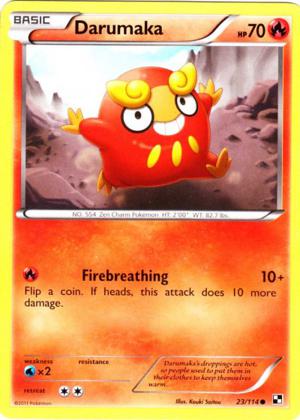 BASIC
Darumaka
HP70
NO. 554 Zen Charm Pokémon HT: 2'00" WT: 82.7 lbs.
Firebreathing 10+
Flip a coin. If heads, this attack does 10 more
damage.
weakness resistance
×2
retreat
Darumaka's droppings are hot,
so people used to put them in
their clothes to keep themselves
warm.
Illus. Kouki Saitou
23/114
©2011 Pokémon